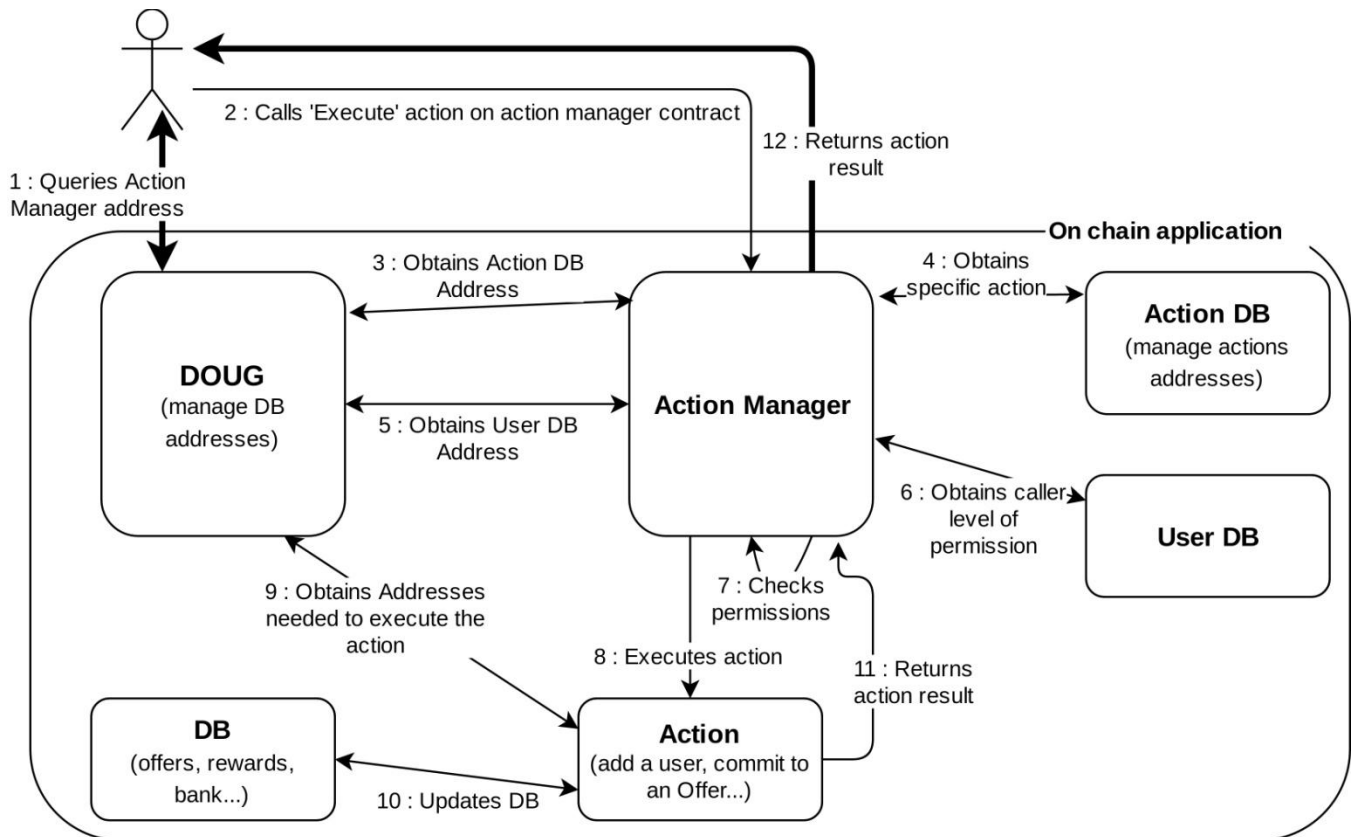 2 : Calls 'Execute' action on action manager contract
12 : Returns action
result
1 : Queries Action
Manager address
On chain application
3 : Obtains Action DB
Address
4 : Obtains
specific action
DOUG
(manage DB
addresses)
Action Manager
Action DB
(manage actions
addresses)
5 : Obtains User DB
Address
6 : Obtains caller
level of
permission
User DB
7 : Checks
permissions
9 : Obtains Addresses
needed to execute the
action
8 : Executes action
11 : Returns
action result
DB
(offers, rewards,
bank...)
10 : Updates DB
Action
(add a user, commit to
an Offer...)